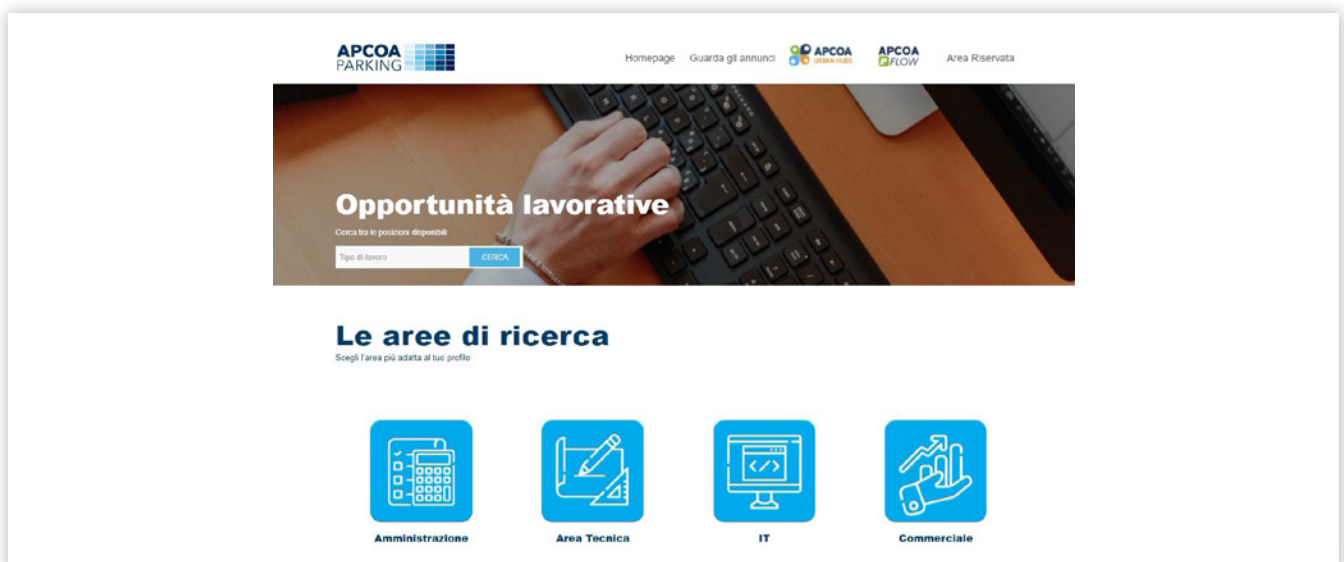 APCOA
PARKING
Homepage Guarda gli annunci APCOA URBAN HUBS APCOA FLOW Area Riservata
Opportunità lavorative
Cerca tra le posizioni disponibili
Tipo di lavoro CERCA
Le aree di ricerca
Scegli l'area più adatta al tuo profilo
Amministrazione Area Tecnica IT Commerciale